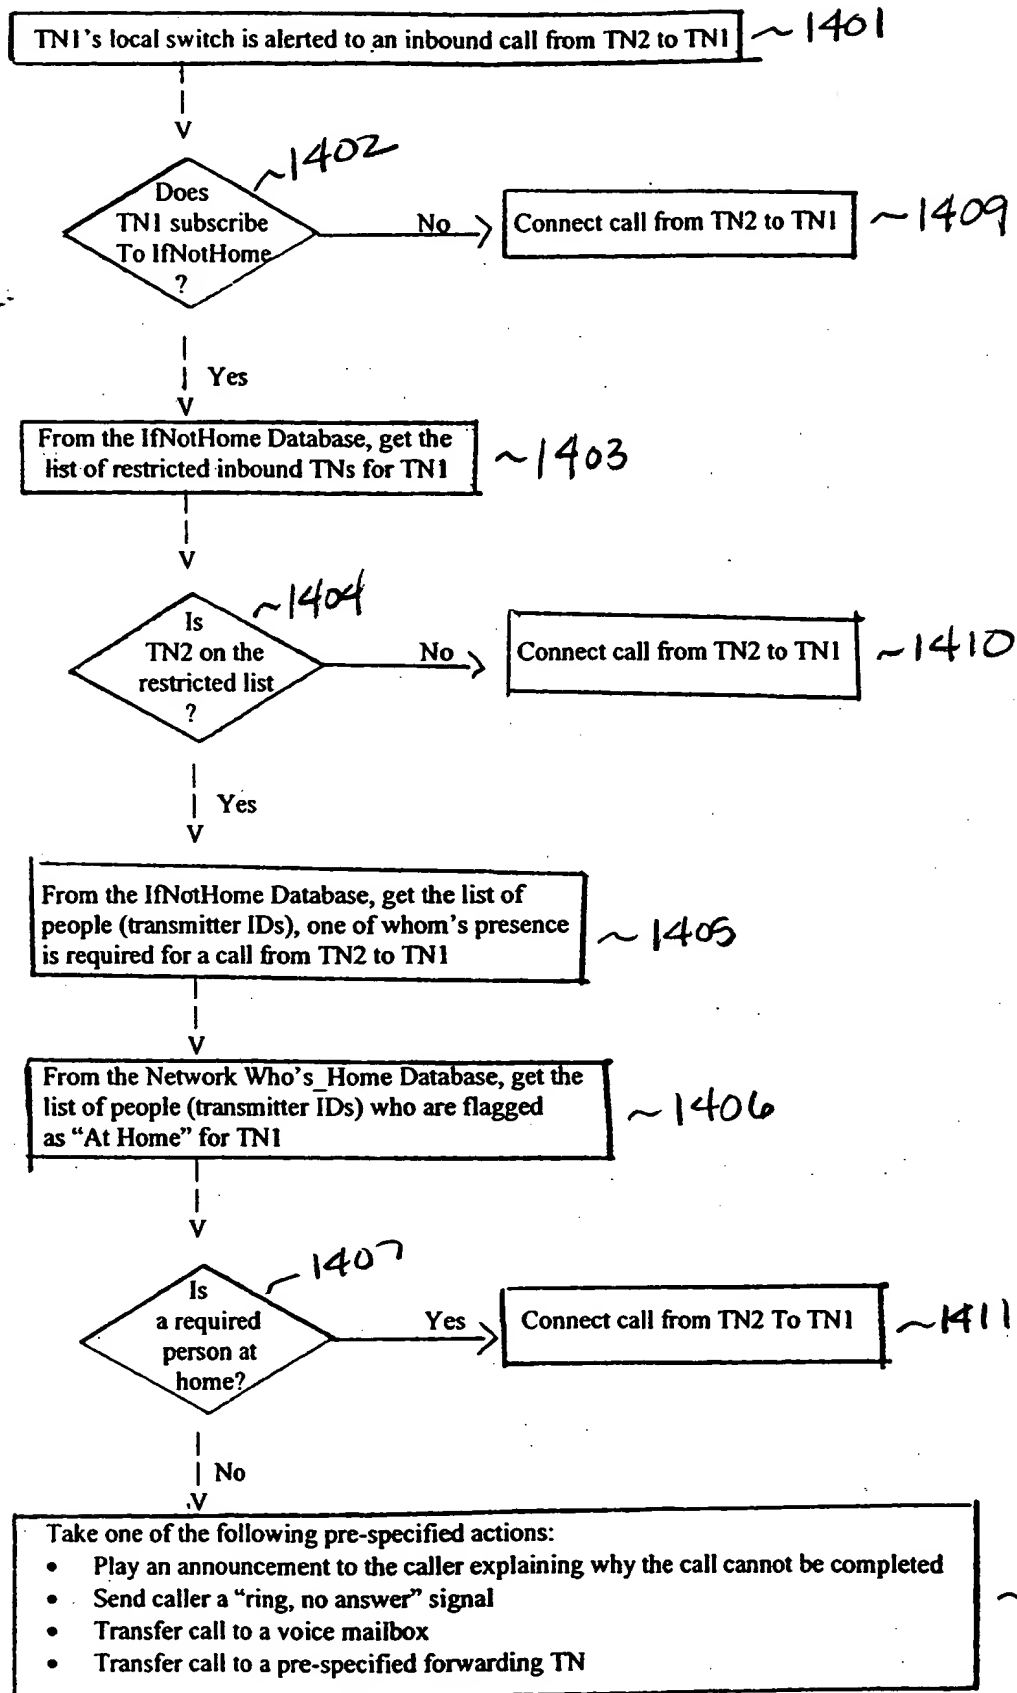 TN1's local switch is alerted to an inbound call from TN2 to TN1 ~1401
V
~1402
Does
TN1 subscribe
To IfNotHome
?
No
Connect call from TN2 to TN1 ~1409
Yes
V
From the IfNotHome Database, get the
list of restricted inbound TNs for TN1
~1403
V
~1404
Is
TN2 on the
restricted list
?
No
Connect call from TN2 to TN1 ~1410
Yes
V
From the IfNotHome Database, get the list of
people (transmitter IDs), one of whom's presence
is required for a call from TN2 to TN1
~1405
V
From the Network Who's_Home Database, get the
list of people (transmitter IDs) who are flagged
as "At Home" for TN1
~1406
V
~1407
Is
a required
person at
home?
Yes
Connect call from TN2 To TN1 ~1411
No
V
Take one of the following pre-specified actions:
• Play an announcement to the caller explaining why the call cannot be completed
• Send caller a "ring, no answer" signal
• Transfer call to a voice mailbox
• Transfer call to a pre-specified forwarding TN
~